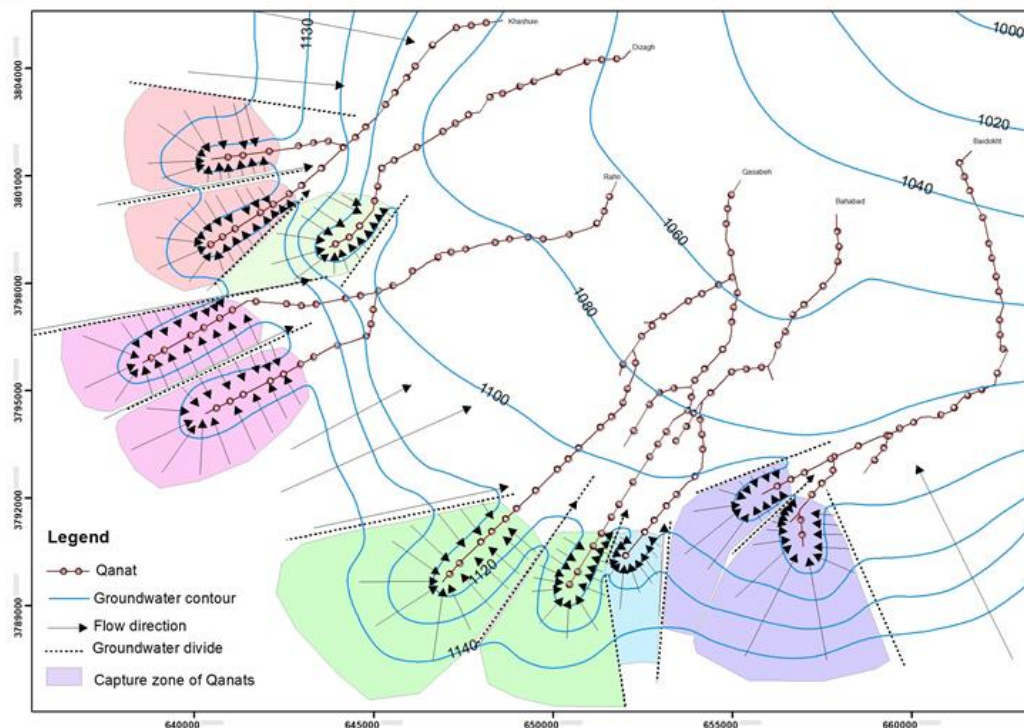 Khanhure
1130
1000
Dizagh
3804000
1020
Baidokht
3801000
1040
Rahn
Qasabeh
Bahabad
1060
3798000
1080
3795000
1100
3792000
Legend
Qanat
1120
Groundwater contour
3789000
Flow direction
1140
Groundwater divide
Capture zone of Qanats
640000
645000
650000
655000
660000